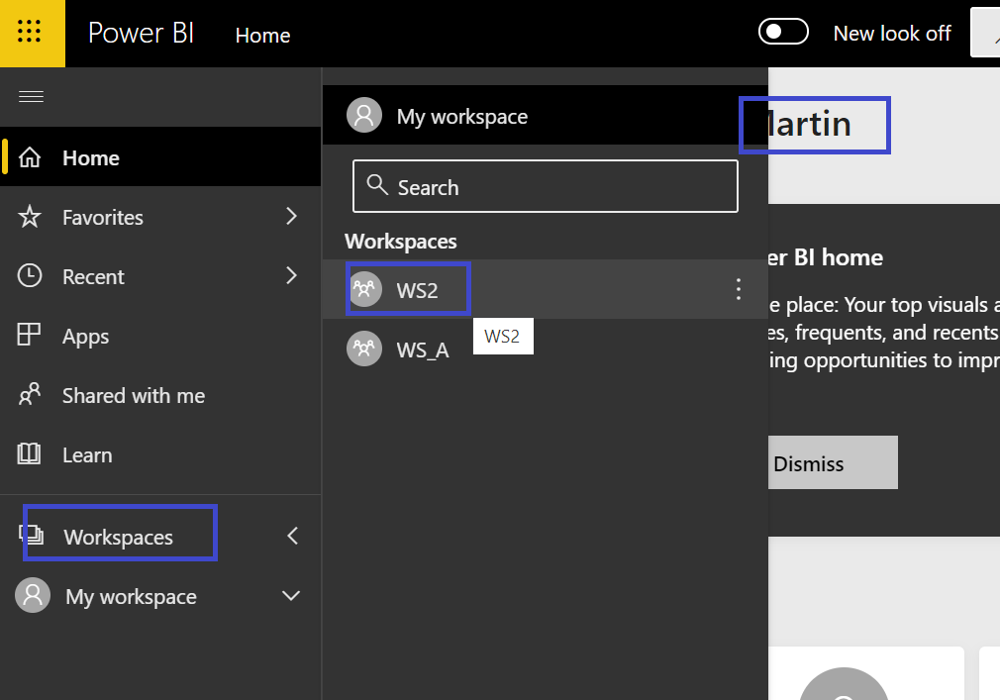 Power BI Home New look off
My workspace
Home
Search
Favorites
Workspaces
Recent
WS2
WS2
Apps
WS_A
Shared with me
Learn
Workspaces
My workspace
artin
er BI home
e place: Your top visuals
es, frequents, and recents
ing opportunities to impr
Dismiss